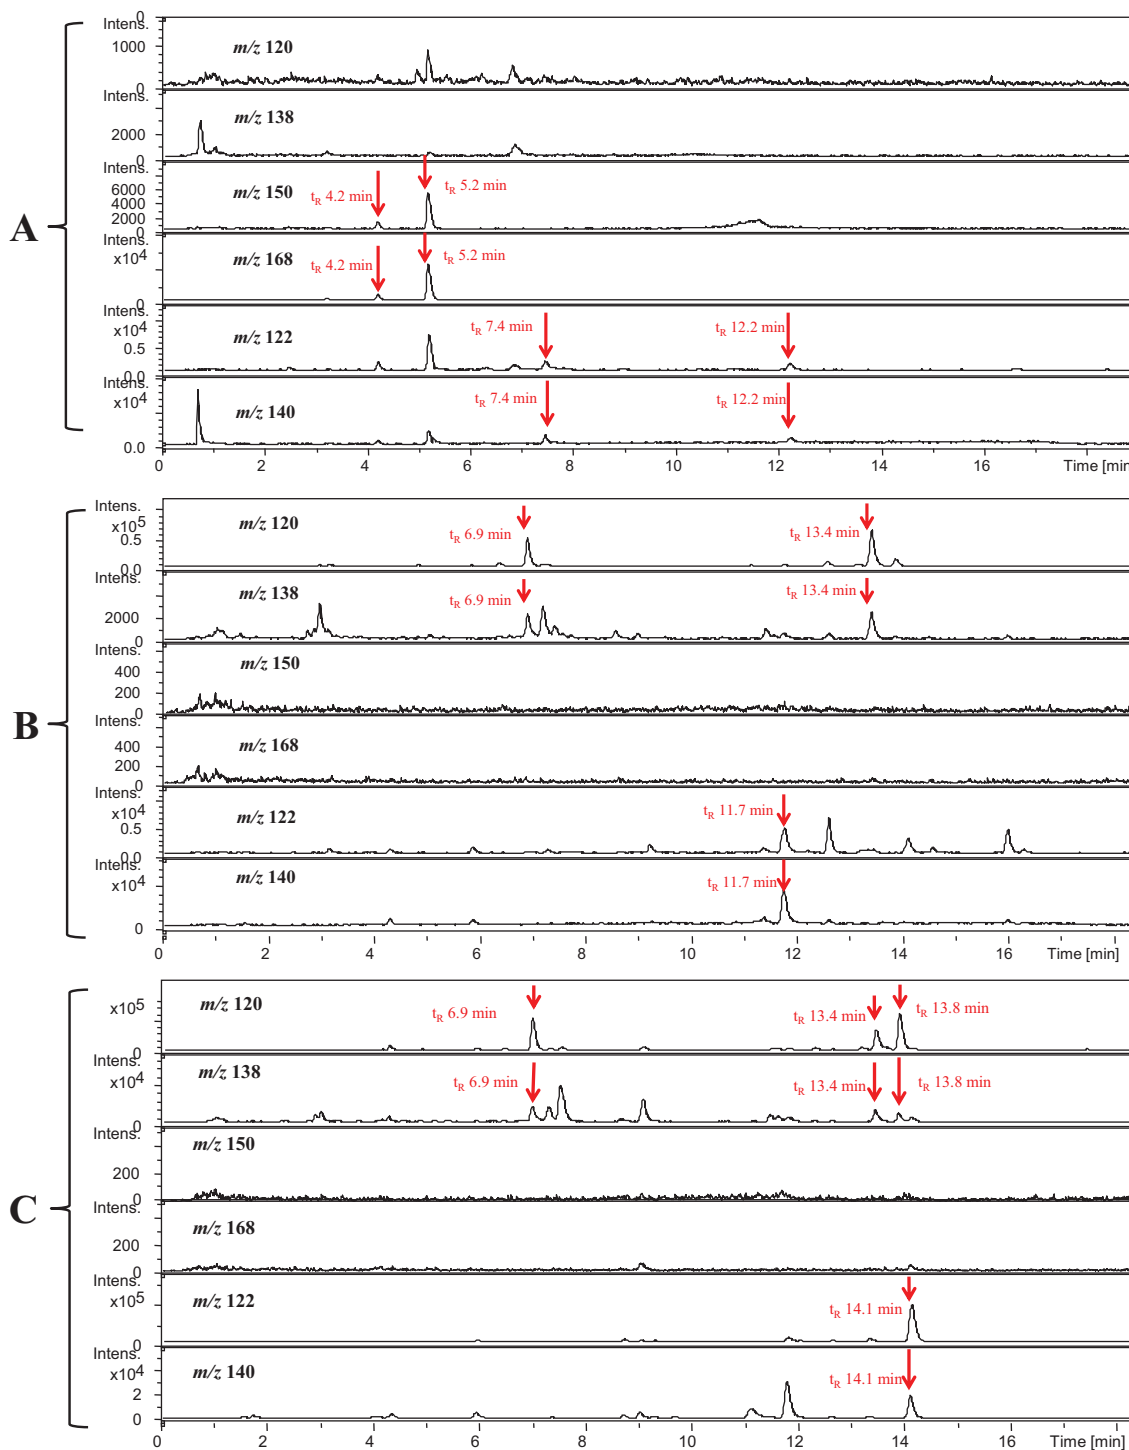 0
Intens.
1000
m/z 120
0
Intens.
m/z 138
2000
0
Intens.
m/z 150
6000
4000
2000
0
tR 4.2 min
tR 5.2 min
Intens.
x10^4
m/z 168
0
tR 4.2 min
tR 5.2 min
Intens.
x10^4
m/z 122
0.5
0.0
tR 7.4 min
tR 12.2 min
Intens.
x10^4
m/z 140
0.0
tR 7.4 min
tR 12.2 min
A
0 2 4 6 8 10 12 14 16 Time [min
Intens.
x10^5
m/z 120
0.5
0.0
tR 6.9 min
tR 13.4 min
Intens.
m/z 138
2000
0
tR 6.9 min
tR 13.4 min
Intens.
m/z 150
400
200
0
Intens.
m/z 168
400
200
0
Intens.
x10^4
m/z 122
0.5
0.0
tR 11.7 min
Intens.
x10^4
m/z 140
0
tR 11.7 min
B
0 2 4 6 8 10 12 14 16 Time [min]
x10^5
m/z 120
0
tR 6.9 min
tR 13.4 min
tR 13.8 min
Intens.
x10^4
m/z 138
0
tR 6.9 min
tR 13.4 min
tR 13.8 min
Intens.
m/z 150
200
0
Intens.
m/z 168
200
0
Intens.
x10^5
m/z 122
0
tR 14.1 min
Intens.
x10^4
m/z 140
2
0
tR 14.1 min
C
0 2 4 6 8 10 12 14 16 Time [min]